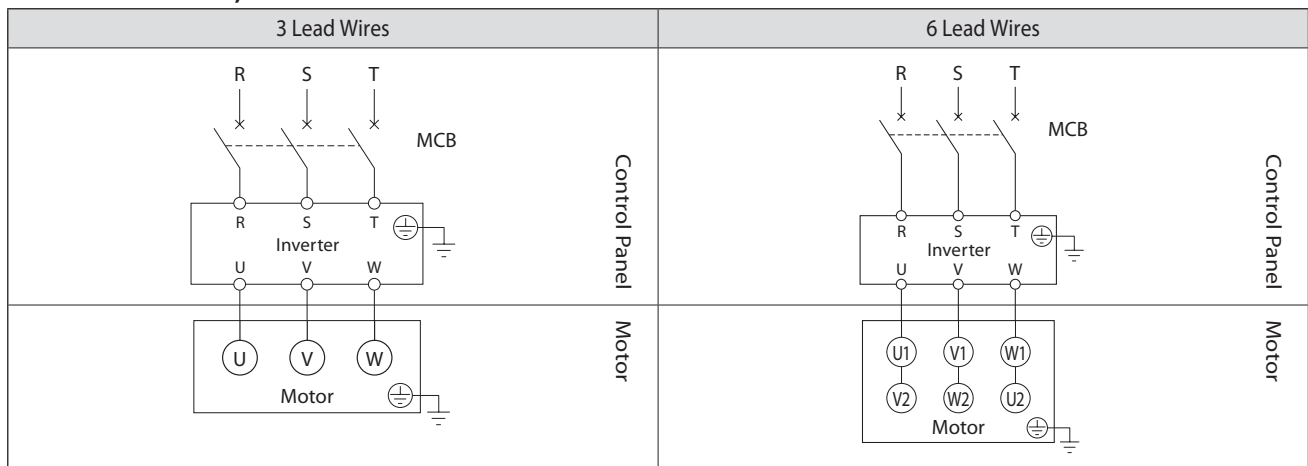 3 Lead Wires
6 Lead Wires
R S T
MCB
R S T
Inverter
U V W
Control Panel
U V W
Motor
Motor
R S T
MCB
R S T
Inverter
U V W
Control Panel
U1 V1 W1
V2 W2 U2
Motor
Motor